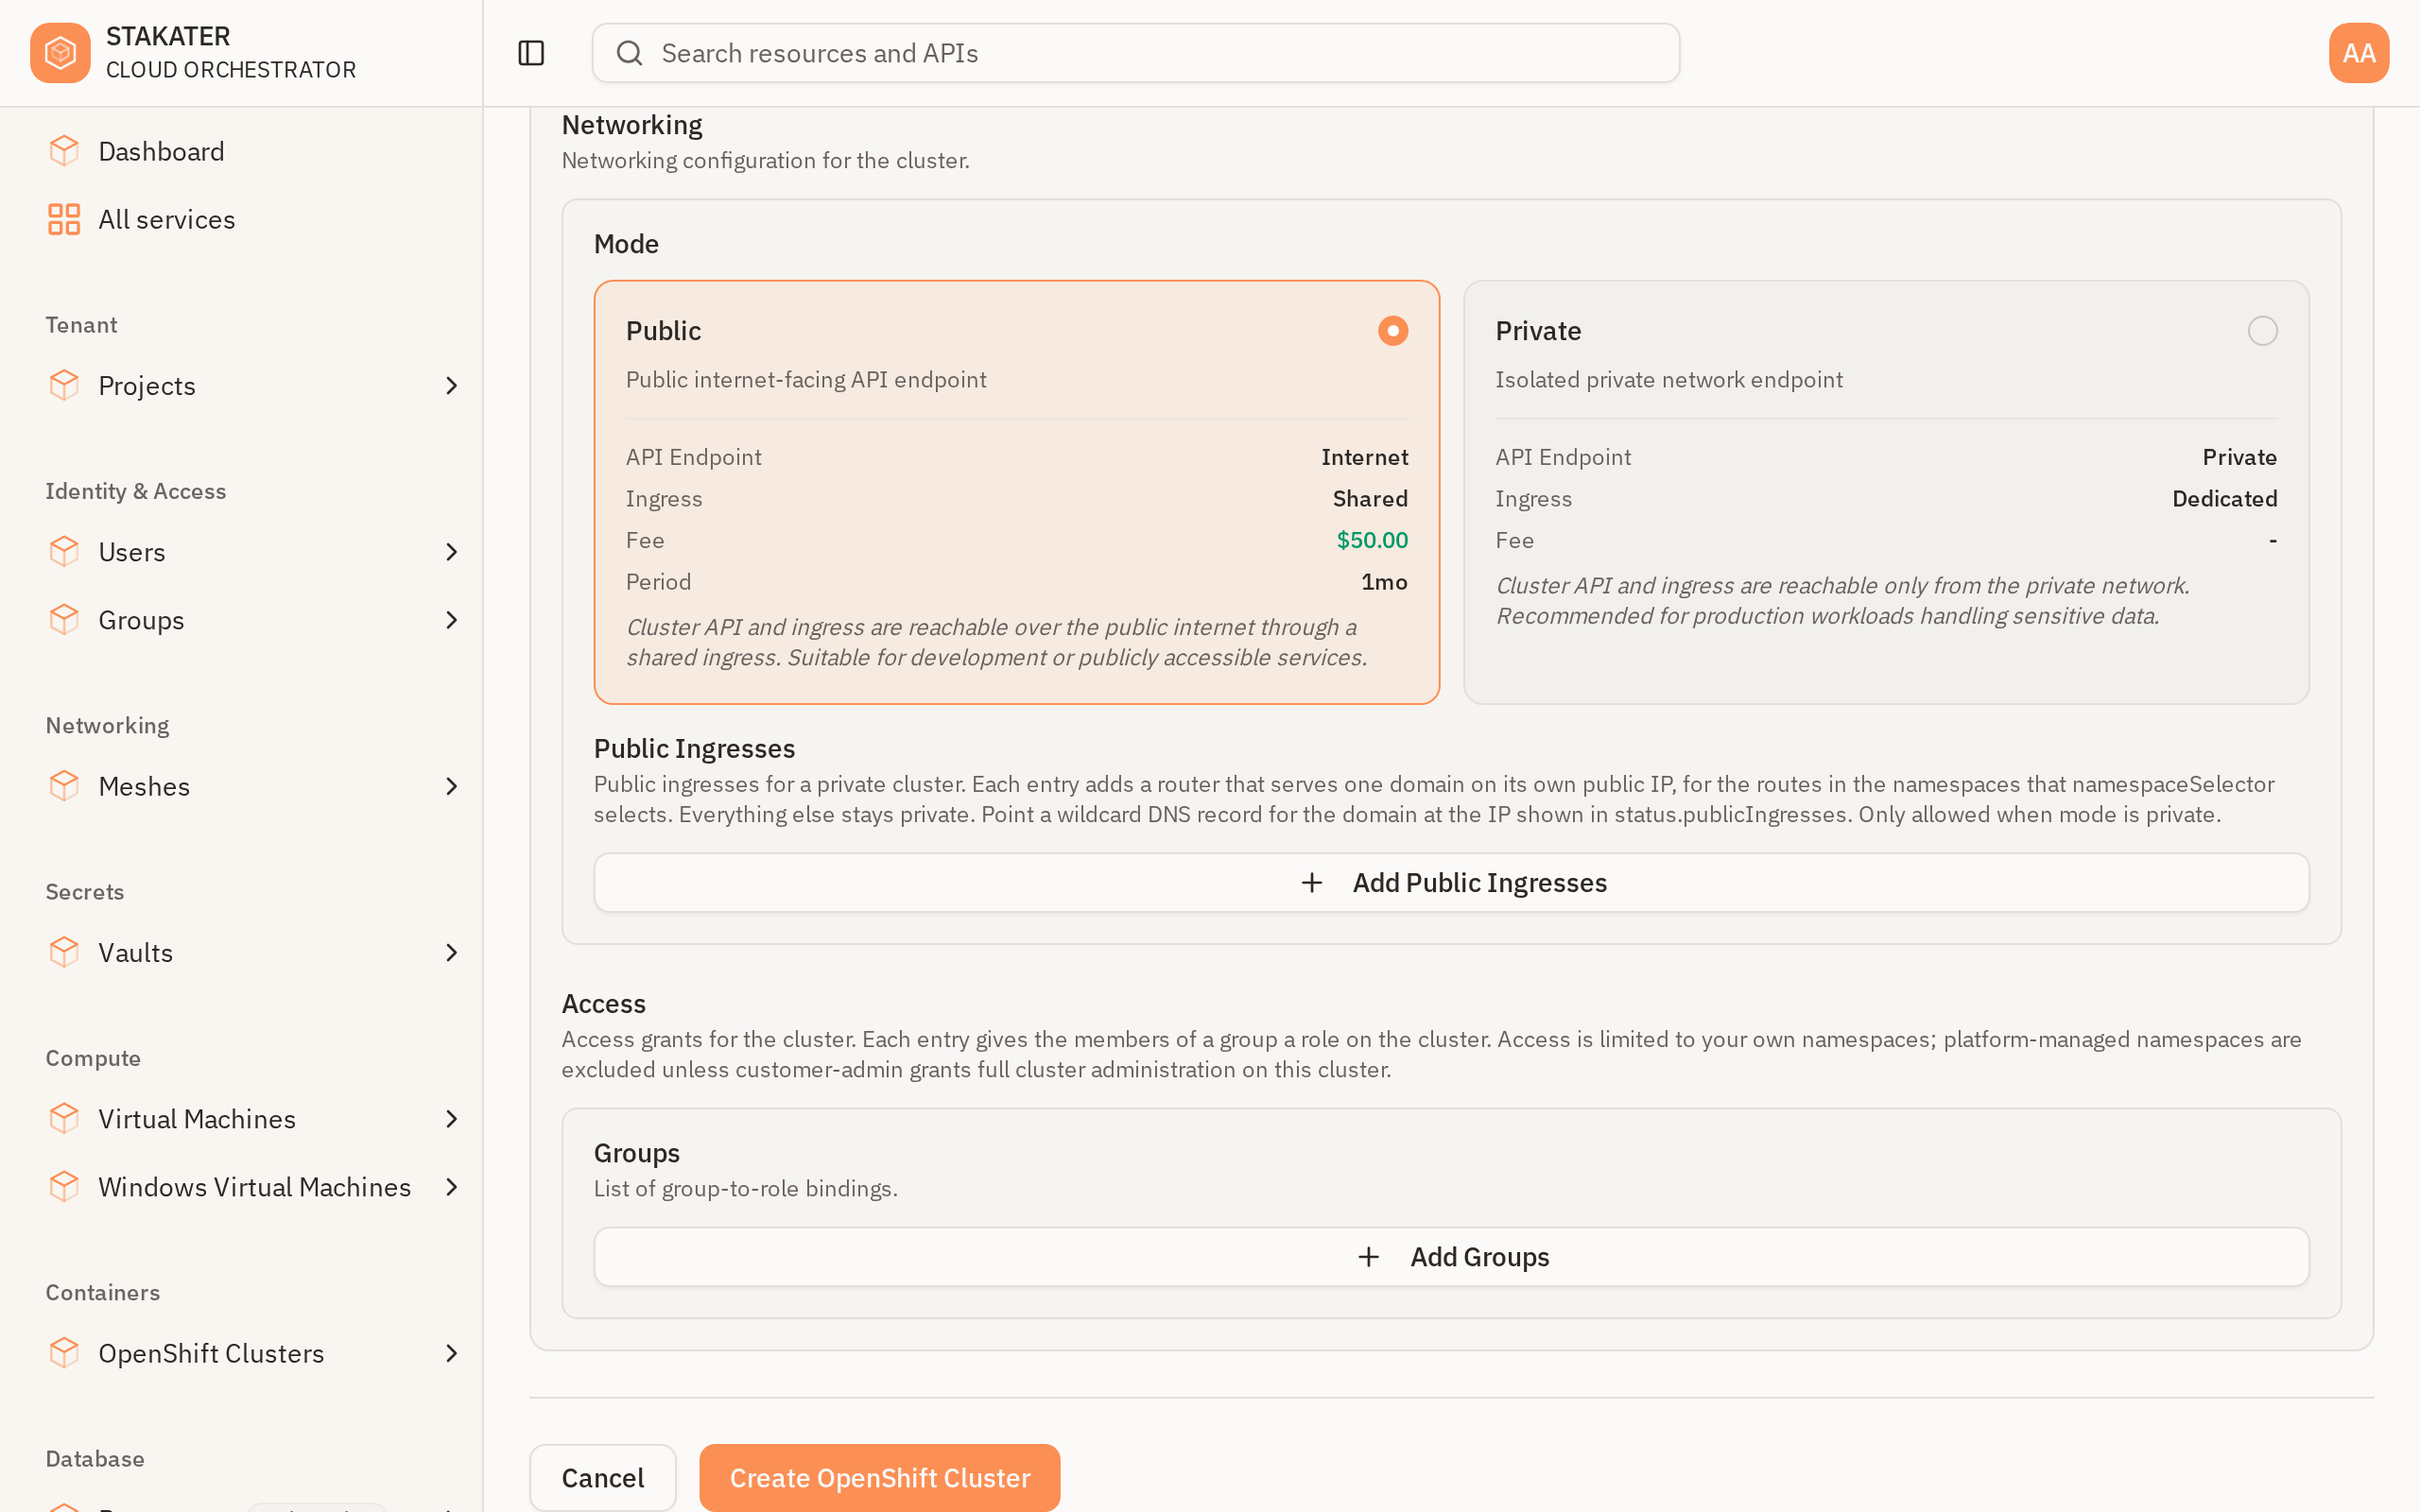 STAKATER
CLOUD ORCHESTRATOR
Search resources and APIs
AA
Dashboard
All services
Tenant
Projects
Identity & Access
Users
Groups
Networking
Meshes
Secrets
Vaults
Compute
Virtual Machines
Windows Virtual Machines
Containers
OpenShift Clusters
Database
Networking
Networking configuration for the cluster.
Mode
Public
Public internet-facing API endpoint
API Endpoint Internet
Ingress Shared
Fee $50.00
Period 1mo
Cluster API and ingress are reachable over the public internet through a
shared ingress. Suitable for development or publicly accessible services.
Private
Isolated private network endpoint
API Endpoint Private
Ingress Dedicated
Fee -
Cluster API and ingress are reachable only from the private network.
Recommended for production workloads handling sensitive data.
Public Ingresses
Public ingresses for a private cluster. Each entry adds a router that serves one domain on its own public IP, for the routes in the namespaces that namespaceSelector
selects. Everything else stays private. Point a wildcard DNS record for the domain at the IP shown in status.publicIngresses. Only allowed when mode is private.
Add Public Ingresses
Access
Access grants for the cluster. Each entry gives the members of a group a role on the cluster. Access is limited to your own namespaces; platform-managed namespaces are
excluded unless customer-admin grants full cluster administration on this cluster.
Groups
List of group-to-role bindings.
Add Groups
Cancel
Create OpenShift Cluster